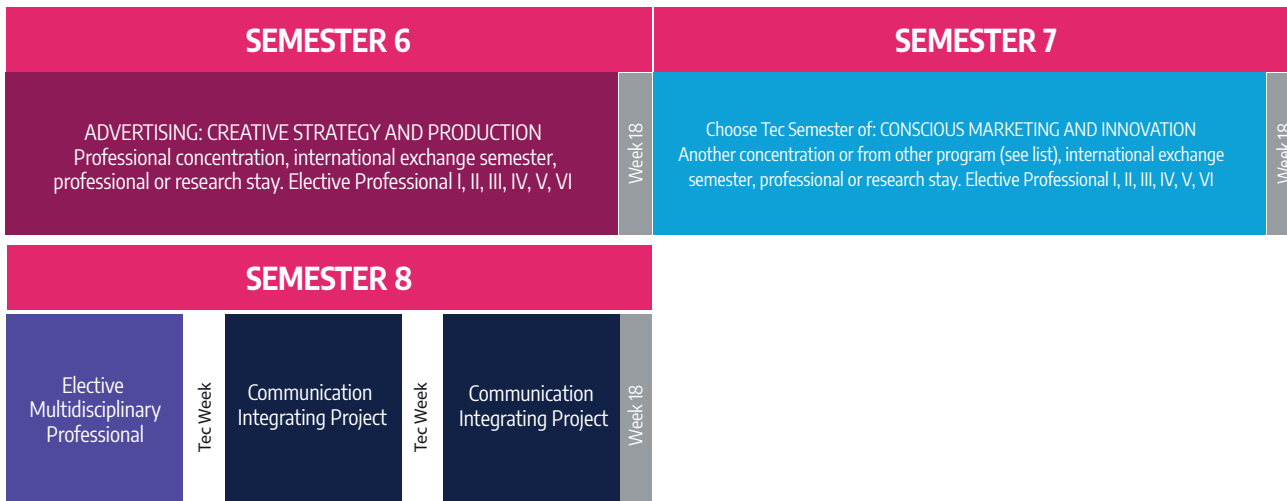 SEMESTER 6
ADVERTISING: CREATIVE STRATEGY AND PRODUCTION
Professional concentration, international exchange semester,
professional or research stay. Elective Professional I, II, III, IV, V, VI
Week 18
SEMESTER 7
Choose Tec Semester of: CONSCIOUS MARKETING AND INNOVATION
Another concentration or from other program (see list), international exchange
semester, professional or research stay. Elective Professional I, II, III, IV, V, VI
Week 18
SEMESTER 8
Elective
Multidisciplinary
Professional
Tec Week
Communication
Integrating Project
Tec Week
Communication
Integrating Project
Week 18